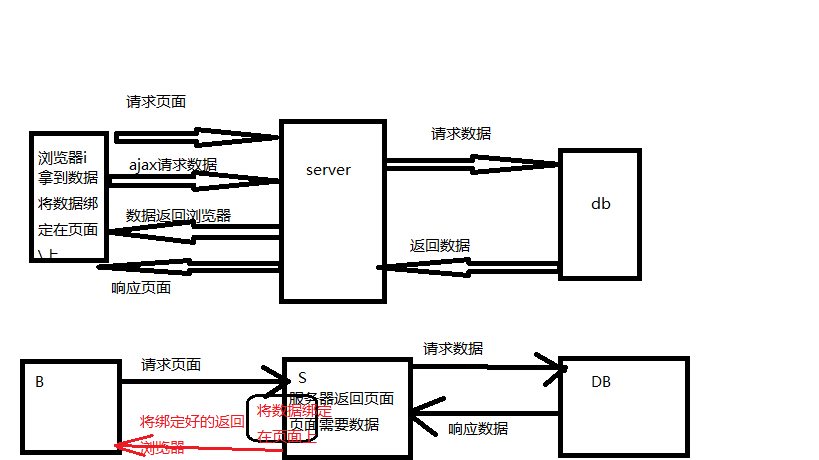 请求页面
请求数据
浏览器i
拿到数据
将数据绑
定在页面
\上
ajax请求数据
server
db
数据返回浏览器
返回数据
响应页面
请求页面
请求数据
B
S
DB
服务器返回页面
页面需要数据
将数据绑定
在页面上
将绑定好的返回
浏览器
响应数据